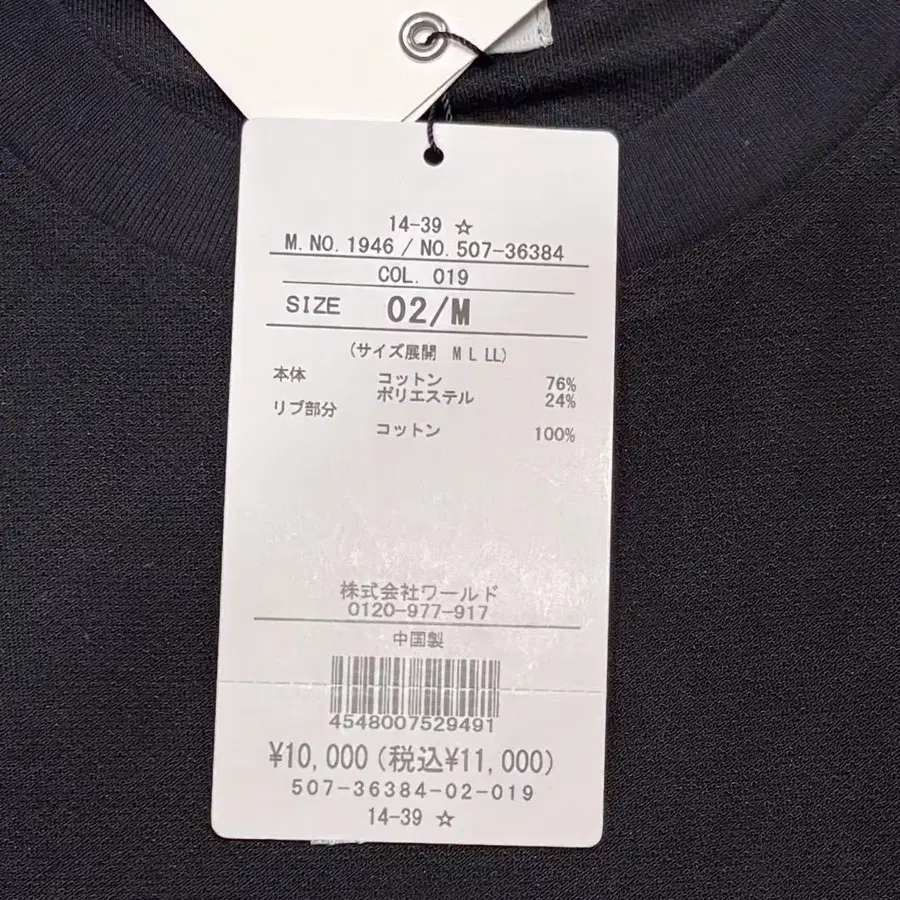 14-39 ☆
M.NO.1946 / NO.507-36384
COL. 019
SIZE 02/M
(サイズ展開 M L LL)
本体 コットン 76%
ポリエステル 24%
リブ部分
コットン 100%
株式会社ワールド
0120-977-917
中国製
4548007529491
¥10,000(税込¥11,000)
507-36384-02-019
14-39 ☆